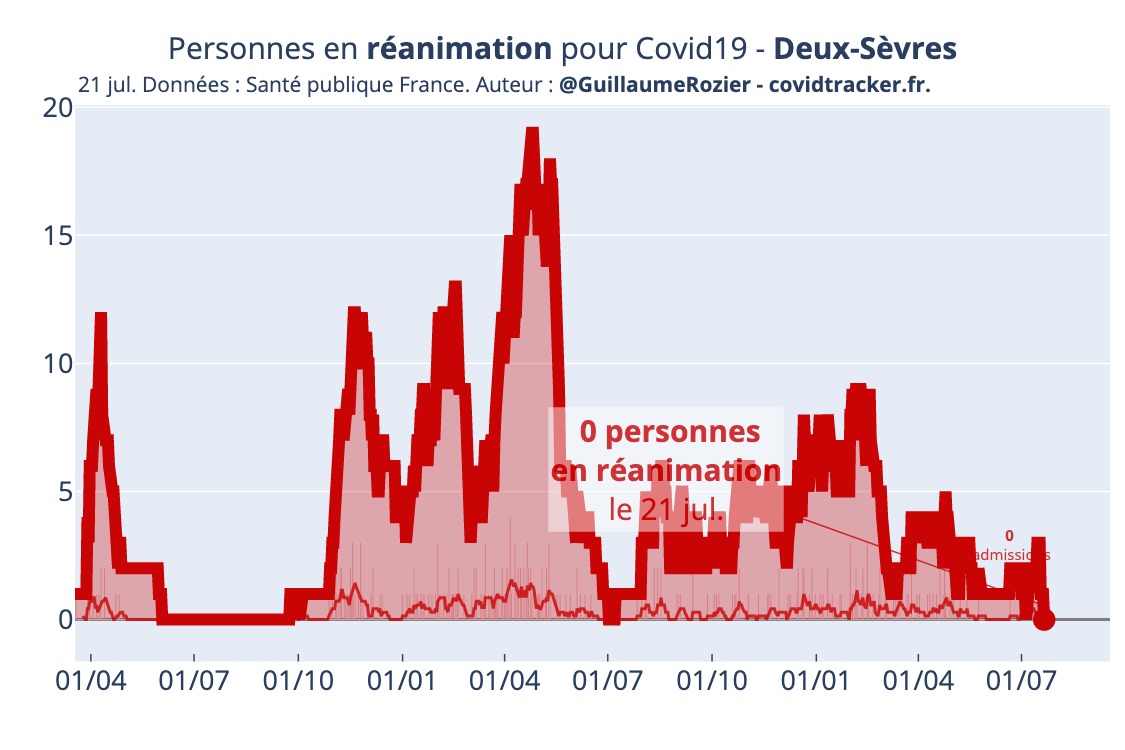 Personnes en réanimation pour Covid19 - Deux-Sèvres
21 jul. Données : Santé publique France. Auteur : @GuillaumeRozier - covidtracker.fr.
20
15
10
5
0
0 personnes
en réanimation
le 21 jul.
0
admissions
01/04 01/07 01/10 01/01 01/04 01/07 01/10 01/01 01/04 01/07